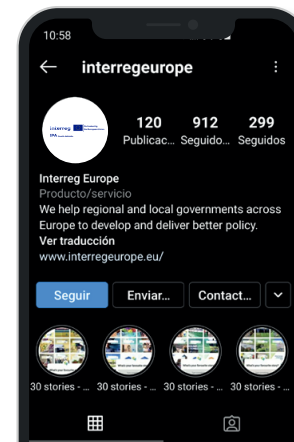 10:58
interregeurope
120 912 299
Publicac... Seguido... Seguidos
Interreg
Interreg Europe
Producto/servicio
We help regional and local governments across
Europe to develop and deliver better policy.
Ver traducción
www.interregeurope.eu/
Seguir Enviar... Contact...
30 stories - ... 30 stories - ... 30 stories - ... 30 stories - ...